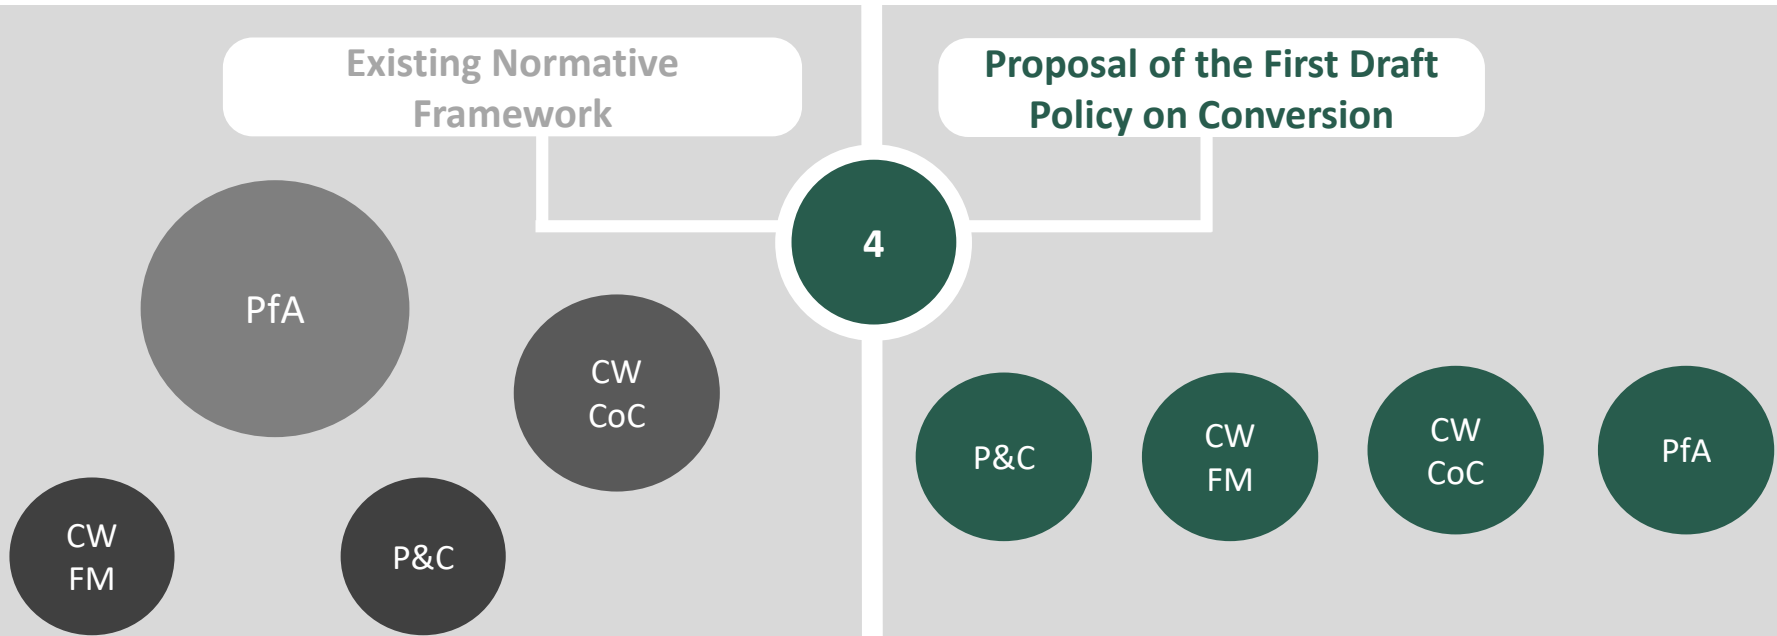 Existing Normative
Framework
Proposal of the First Draft
Policy on Conversion
4
PfA
CW
CoC
CW
FM
P&C
P&C
CW
FM
CW
CoC
PfA